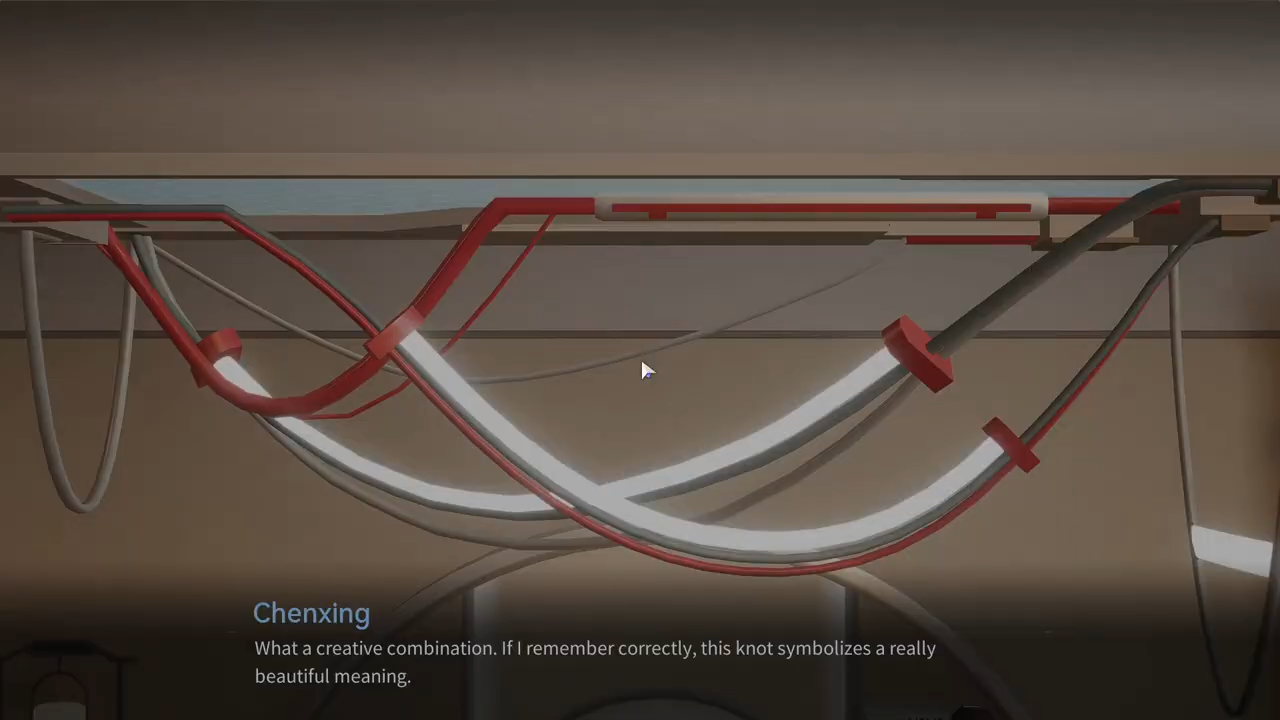 Chenxing
What a creative combination. If I remember correctly, this knot symbolizes a really
beautiful meaning.